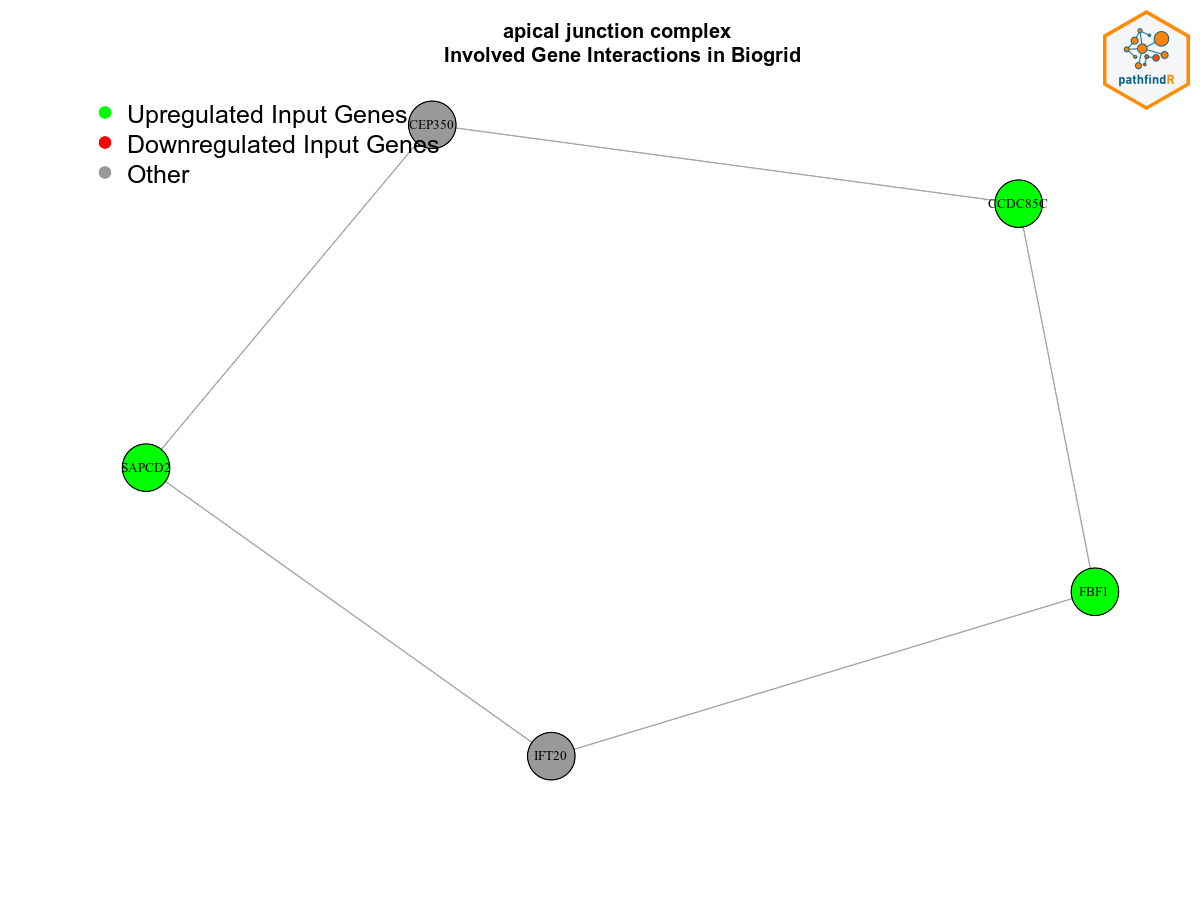 apical junction complex
Involved Gene Interactions in Biogrid
pathfindR
Upregulated Input Genes
Downregulated Input Genes
Other
CEP350
CCDC85C
SAPCD2
FBF1
IFT20